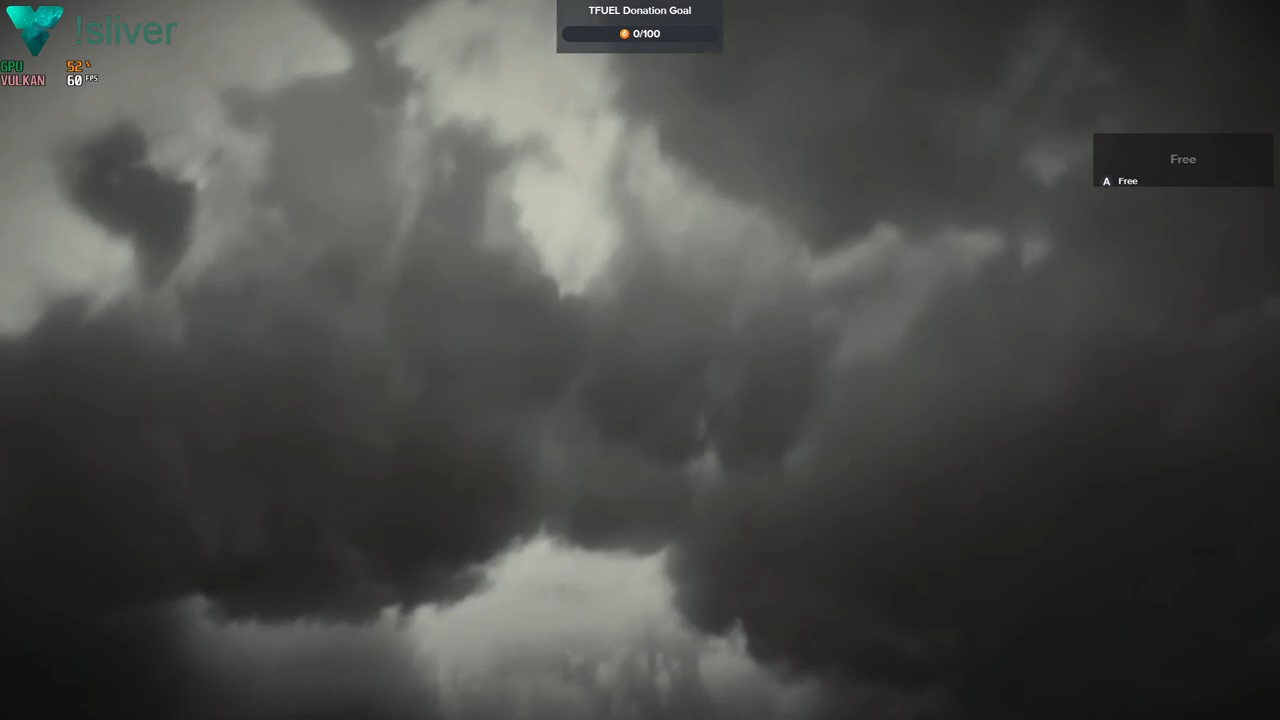 !sliver
TFUEL Donation Goal
0/100
GPU 52 %
VULKAN 60 FPS
Free
A Free